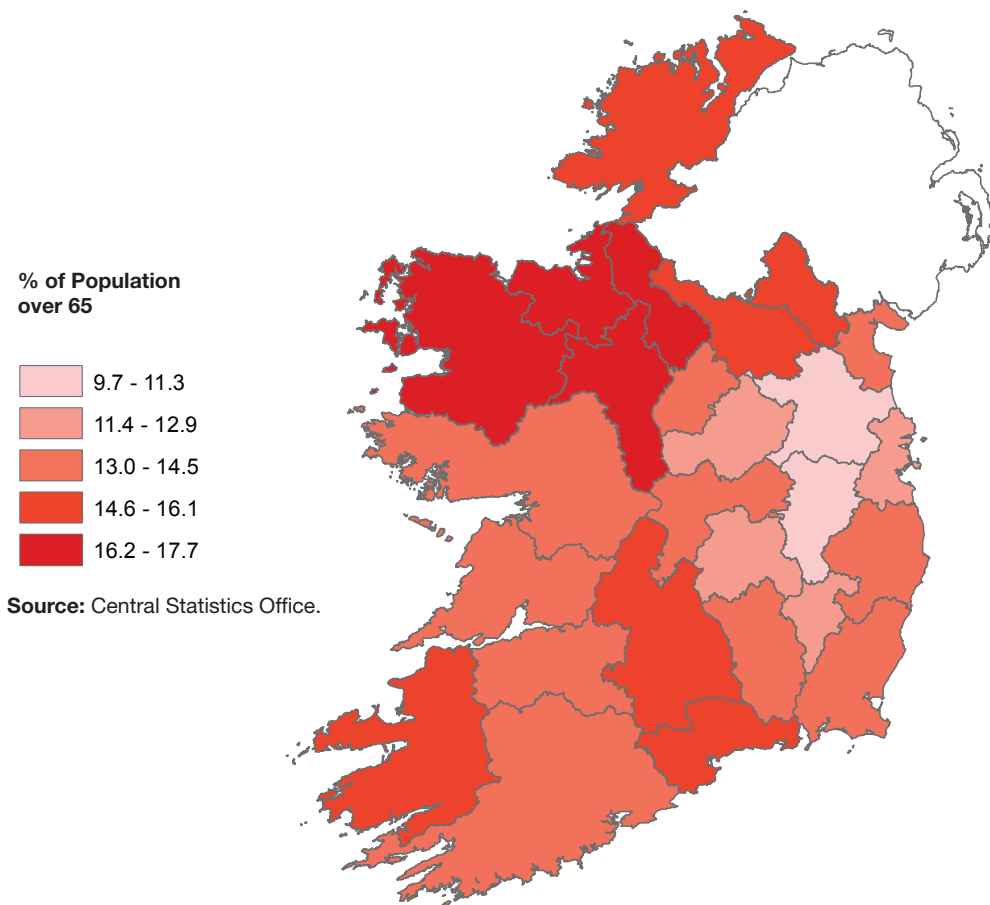 % of Population
over 65
9.7 - 11.3
11.4 - 12.9
13.0 - 14.5
14.6 - 16.1
16.2 - 17.7
Source: Central Statistics Office.